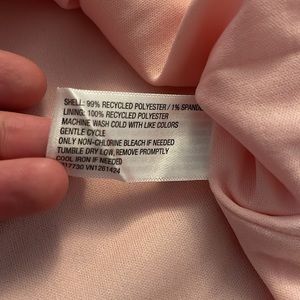 SHELL: 99% RECYCLED POLYESTER / 1% SPANDE
LINING: 100% RECYCLED POLYESTER
MACHINE WASH COLD WITH LIKE COLORS
GENTLE CYCLE
ONLY NON-CHLORINE BLEACH IF NEEDED
TUMBLE DRY LOW, REMOVE PROMPTLY
COOL IRON IF NEEDED
VN1261424